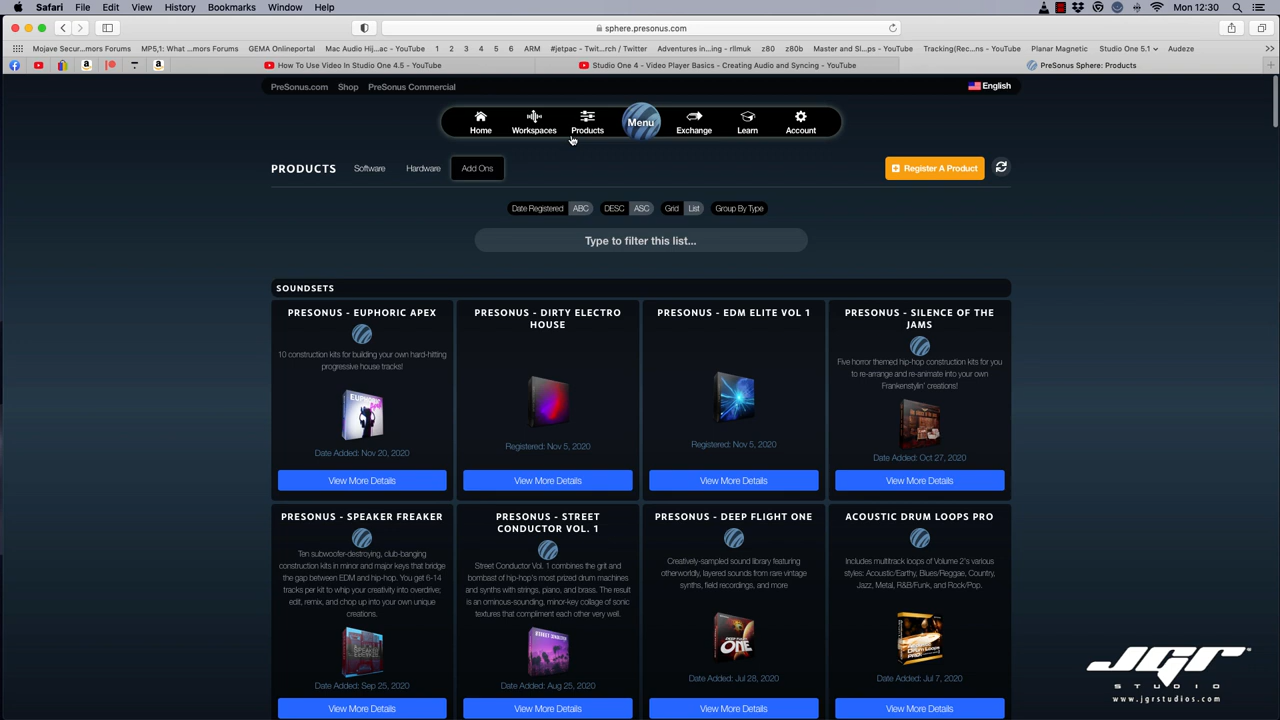 Safari File Edit View History Bookmarks Window Help Mon 12:30
sphere.presonus.com
Mojave Secur...mors Forums MP5,1: What ...mors Forums GEMA Onlineportal Mac Audio Hij...ac - YouTube 1 2 3 4 5 6 ARM #jetpac - Twit...rch / Twitter Adventures in...ng - rllmuk z80 z80b Master and Sl...ps - YouTube Tracking(Rec...ns - YouTube Planar Magnetic Studio One 5.1 Audeze
How To Use Video In Studio One 4.5 - YouTube Studio One 4 - Video Player Basics - Creating Audio and Syncing - YouTube PreSonus Sphere: Products
PreSonus.com Shop PreSonus Commercial English
Home Workspaces Products Menu Exchange Learn Account
PRODUCTS Software Hardware Add Ons Register A Product
Date Registered ABC DESC ASC Grid List Group By Type
Type to filter this list...
SOUNDSETS
PRESONUS - EUPHORIC APEX
10 construction kits for building your own hard-hitting
progressive house tracks!
EUPHORIC
Date Added: Nov 20, 2020
View More Details
PRESONUS - DIRTY ELECTRO
HOUSE
Registered: Nov 5, 2020
View More Details
PRESONUS - EDM ELITE VOL 1
Registered: Nov 5, 2020
View More Details
PRESONUS - SILENCE OF THE
JAMS
Five horror themed hip-hop construction kits for you
to re-arrange and re-animate into your own
Frankenstylin' creations!
Date Added: Oct 27, 2020
View More Details
PRESONUS - SPEAKER FREAKER
Ten subwoofer-destroying, club-banging
construction kits in minor and major keys that bridge
the gap between EDM and hip-hop. You get 6-14
tracks per kit to whip your creativity into overdrive;
edit, remix, and chop up into your own unique
creations.
Date Added: Sep 25, 2020
View More Details
PRESONUS - STREET
CONDUCTOR VOL. 1
Street Conductor Vol. 1 combines the grit and
bombast of hip-hop's most prized drum machines
and synths with strings, piano, and brass. The result
is an ominous-sounding, minor-key collage of sonic
textures that compliment each other very well.
Date Added: Aug 25, 2020
View More Details
PRESONUS - DEEP FLIGHT ONE
Creatively-sampled sound library featuring
otherworldly, layered sounds from rare vintage
synths, field recordings, and more
DEEP FLIGHT
ONE
Date Added: Jul 28, 2020
View More Details
ACOUSTIC DRUM LOOPS PRO
Includes multitrack loops of Volume 2's various
styles: Acoustic/Earthy, Blues/Reggae, Country,
Jazz, Metal, R&B/Funk, and Rock/Pop.
Date Added: Jul 7, 2020
View More Details
JGR
STUDIO
www.jgrstudios.com